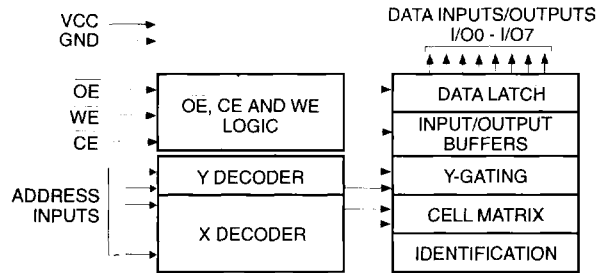 VCC
GND
DATA INPUTS/OUTPUTS
I/O0 - I/O7
OE
WE
CE
OE, CE AND WE
LOGIC
DATA LATCH
INPUT/OUTPUT
BUFFERS
ADDRESS
INPUTS
Y DECODER
Y-GATING
X DECODER
CELL MATRIX
IDENTIFICATION